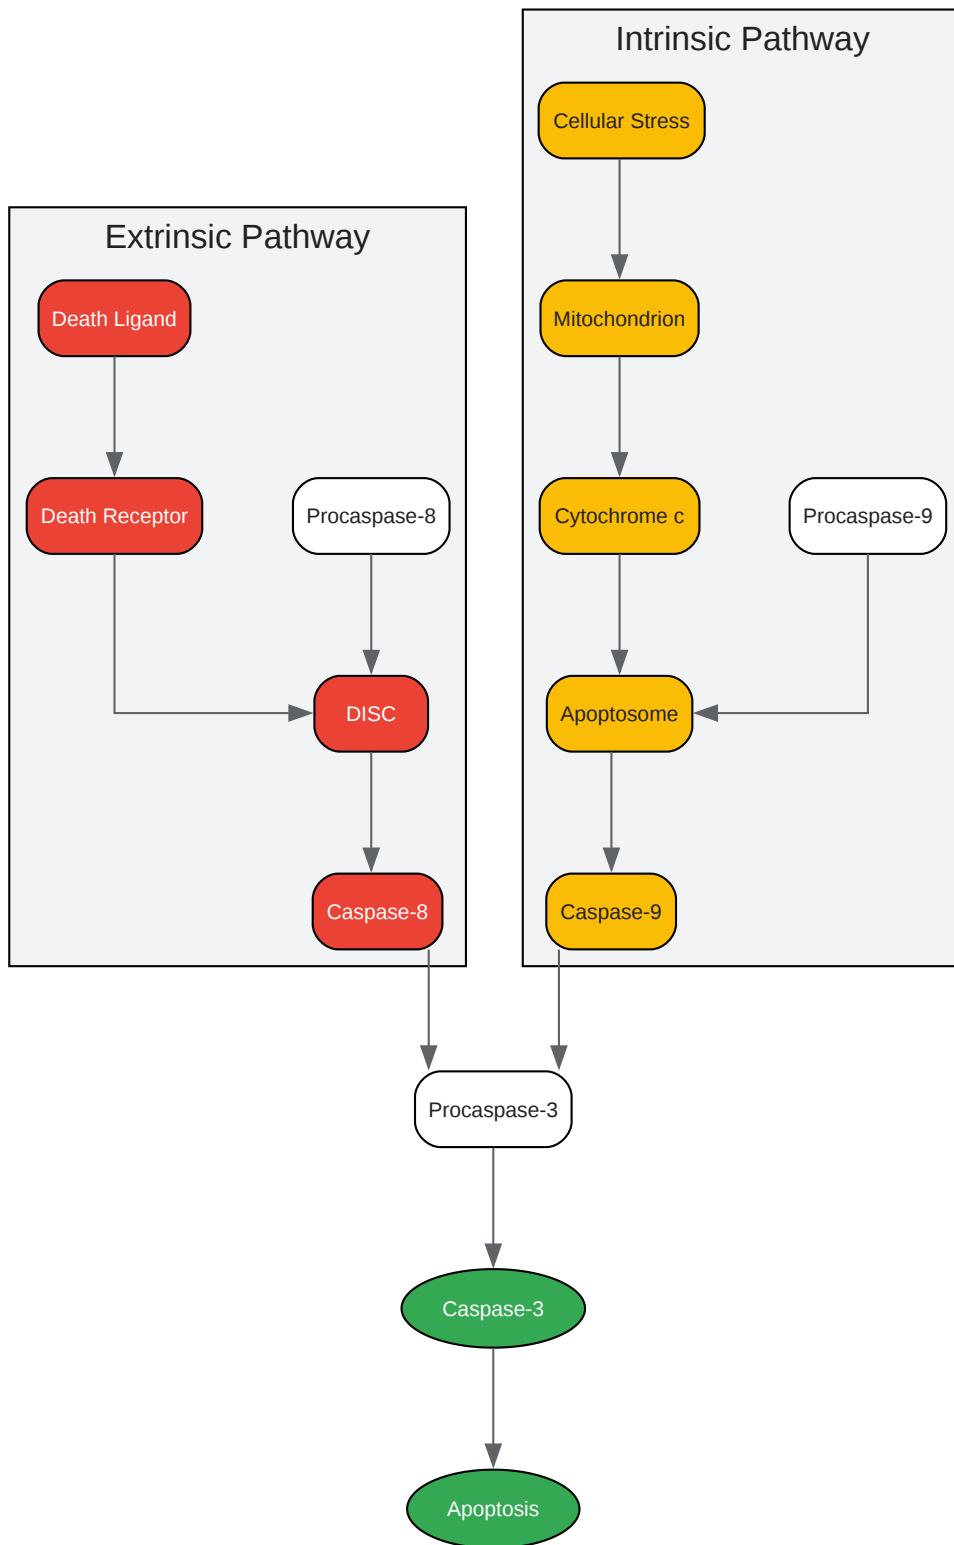 Intrinsic Pathway
Cellular Stress
Extrinsic Pathway
Death Ligand
Mitochondrion
Death Receptor
Procaspase-8
Cytochrome c
Procaspase-9
DISC
Apoptosome
Caspase-8
Caspase-9
Procaspase-3
Caspase-3
Apoptosis